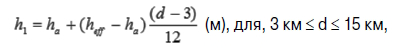 h₁ = hₐ + (h_eff − hₐ) (d − 3)/12 (м), для, 3 км ≤ d ≤ 15 км,